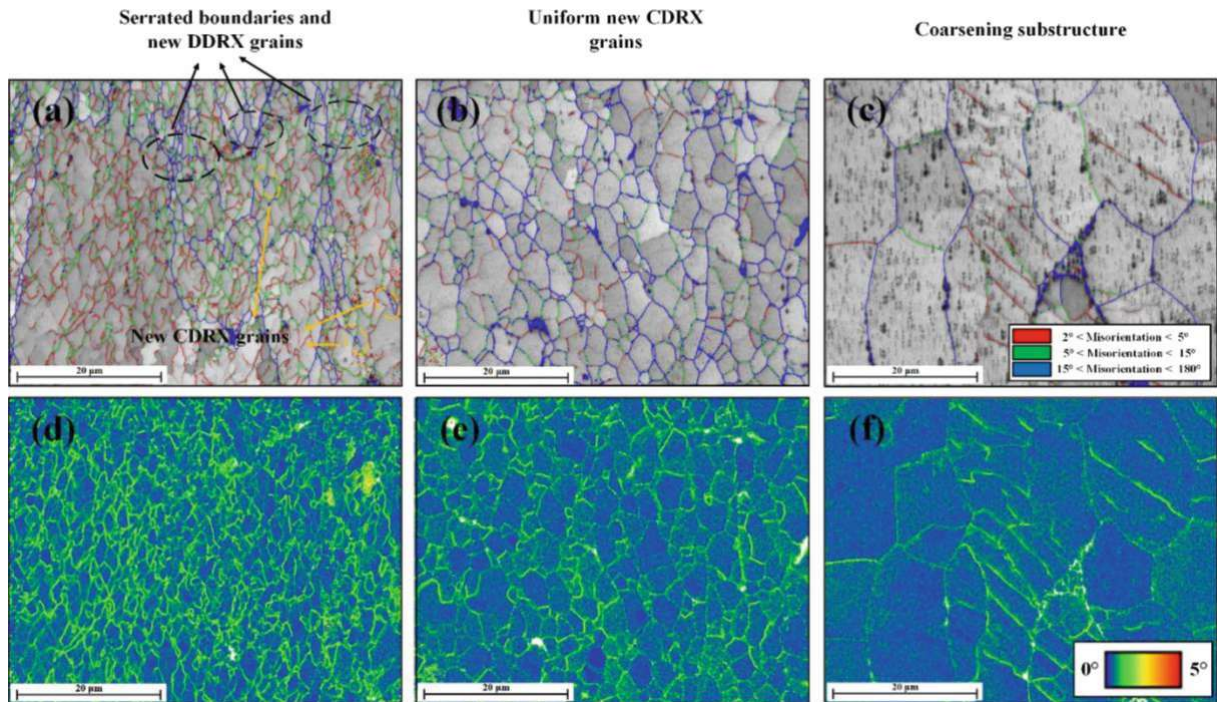 Serrated boundaries and
new DDRX grains
Uniform new CDRX
grains
Coarsening substructure
(a)
(b)
(c)
New CDRX grains
2° < Misorientation < 5°
5° < Misorientation < 15°
15° < Misorientation < 180°
20 μm
20 μm
20 μm
(d)
(e)
(f)
0°
5°
20 μm
20 μm
20 μm